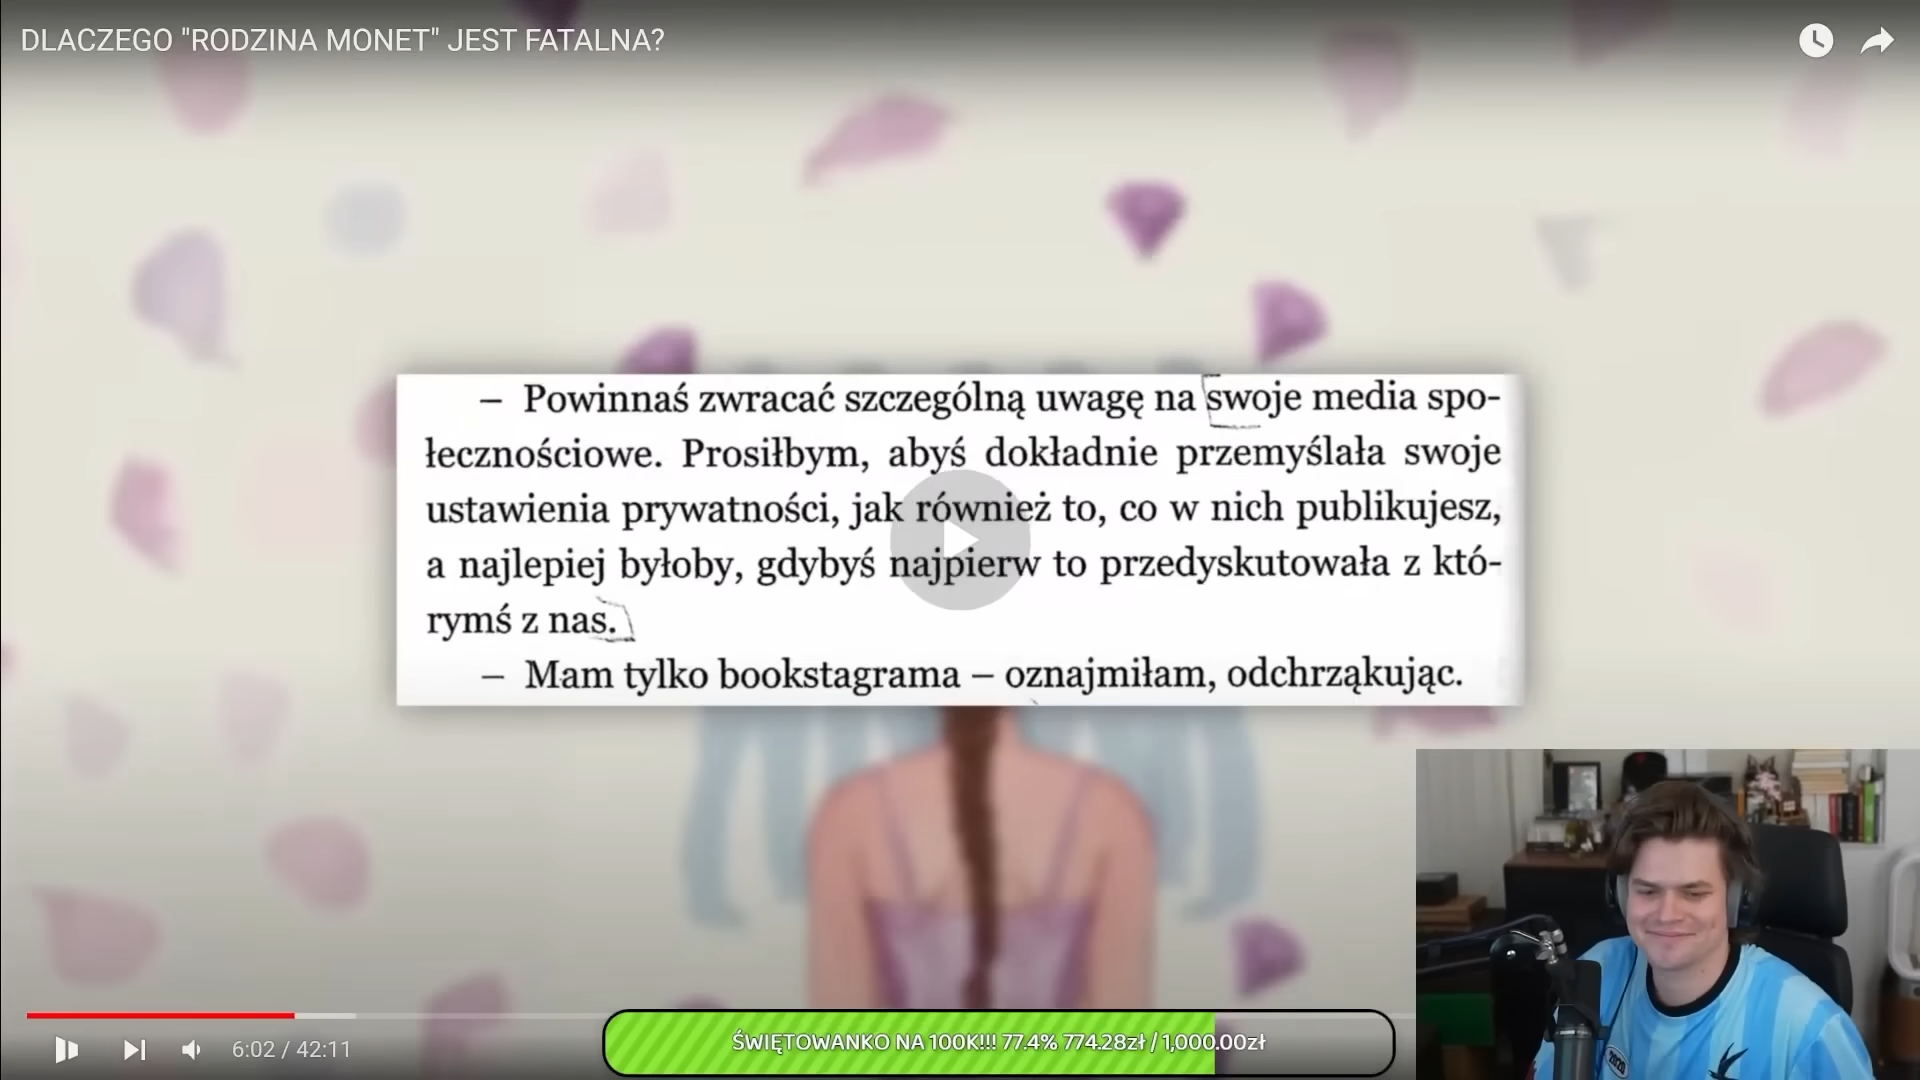 DLACZEGO "RODZINA MONET" JEST FATALNA?
– Powinnaś zwracać szczególną uwagę na swoje media spo-
łecznościowe. Prosiłbym, abyś dokładnie przemyślała swoje
ustawienia prywatności, jak również to, co w nich publikujesz,
a najlepiej byłoby, gdybyś najpierw to przedyskutowała z któ-
rymś z nas.
– Mam tylko bookstagrama – oznajmiłam, odchrząkując.
6:02 / 42:11
ŚWIĘTOWANKO NA 100K!!! 77.4% 774.28zł / 1,000.00zł
2020